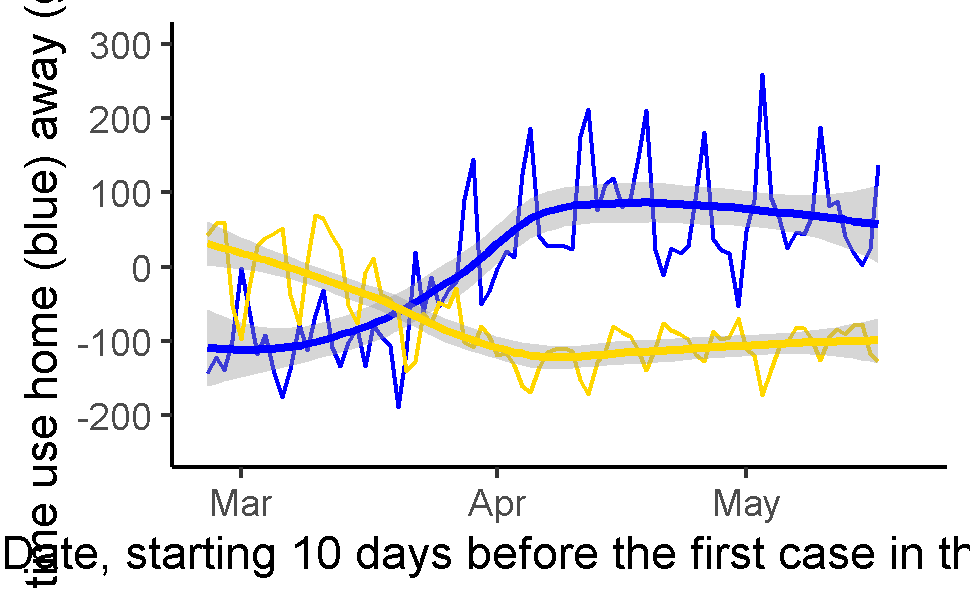 time use home (blue) away (
300
200
100
0
-100
-200
Mar Apr May
Date, starting 10 days before the first case in th